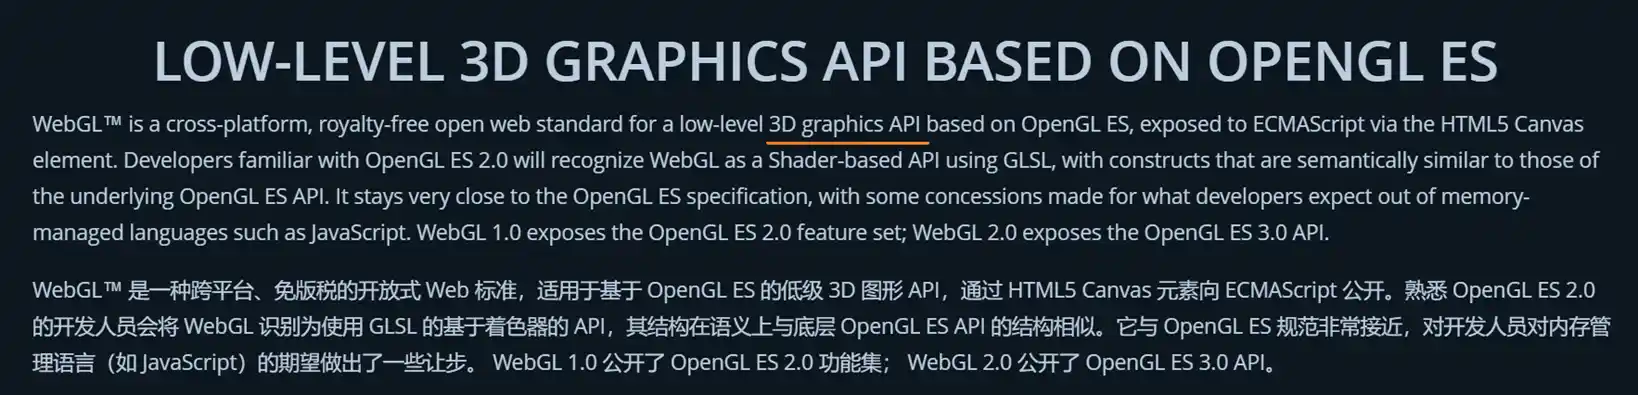 LOW-LEVEL 3D GRAPHICS API BASED ON OPENGL ES
WebGL™ is a cross-platform, royalty-free open web standard for a low-level 3D graphics API based on OpenGL ES, exposed to ECMAScript via the HTML5 Canvas
element. Developers familiar with OpenGL ES 2.0 will recognize WebGL as a Shader-based API using GLSL, with constructs that are semantically similar to those of
the underlying OpenGL ES API. It stays very close to the OpenGL ES specification, with some concessions made for what developers expect out of memory-
managed languages such as JavaScript. WebGL 1.0 exposes the OpenGL ES 2.0 feature set; WebGL 2.0 exposes the OpenGL ES 3.0 API.
WebGL™ 是一种跨平台、免版税的开放式 Web 标准，适用于基于 OpenGL ES 的低级 3D 图形 API，通过 HTML5 Canvas 元素向 ECMAScript 公开。熟悉 OpenGL ES 2.0
的开发人员会将 WebGL 识别为使用 GLSL 的基于着色器的 API，其结构在语义上与底层 OpenGL ES API 的结构相似。它与 OpenGL ES 规范非常接近，对开发人员对内存管
理语言（如 JavaScript）的期望做出了一些让步。 WebGL 1.0 公开了 OpenGL ES 2.0 功能集； WebGL 2.0 公开了 OpenGL ES 3.0 API。